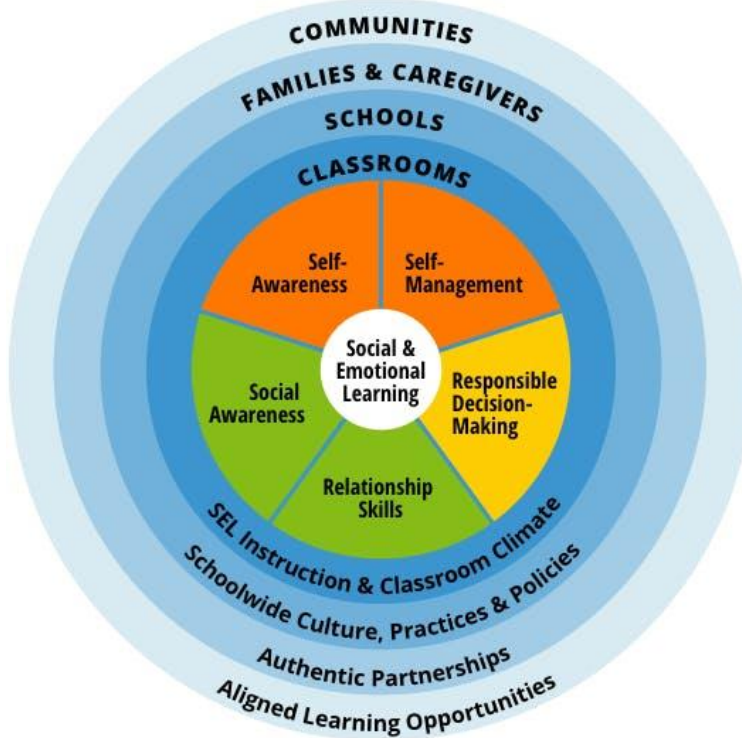 COMMUNITIES
FAMILIES & CAREGIVERS
SCHOOLS
CLASSROOMS
Self-
Awareness
Self-
Management
Social &
Emotional
Learning
Social
Awareness
Responsible
Decision-
Making
Relationship
Skills
SEL Instruction & Classroom Climate
Schoolwide Culture, Practices & Policies
Authentic Partnerships
Aligned Learning Opportunities